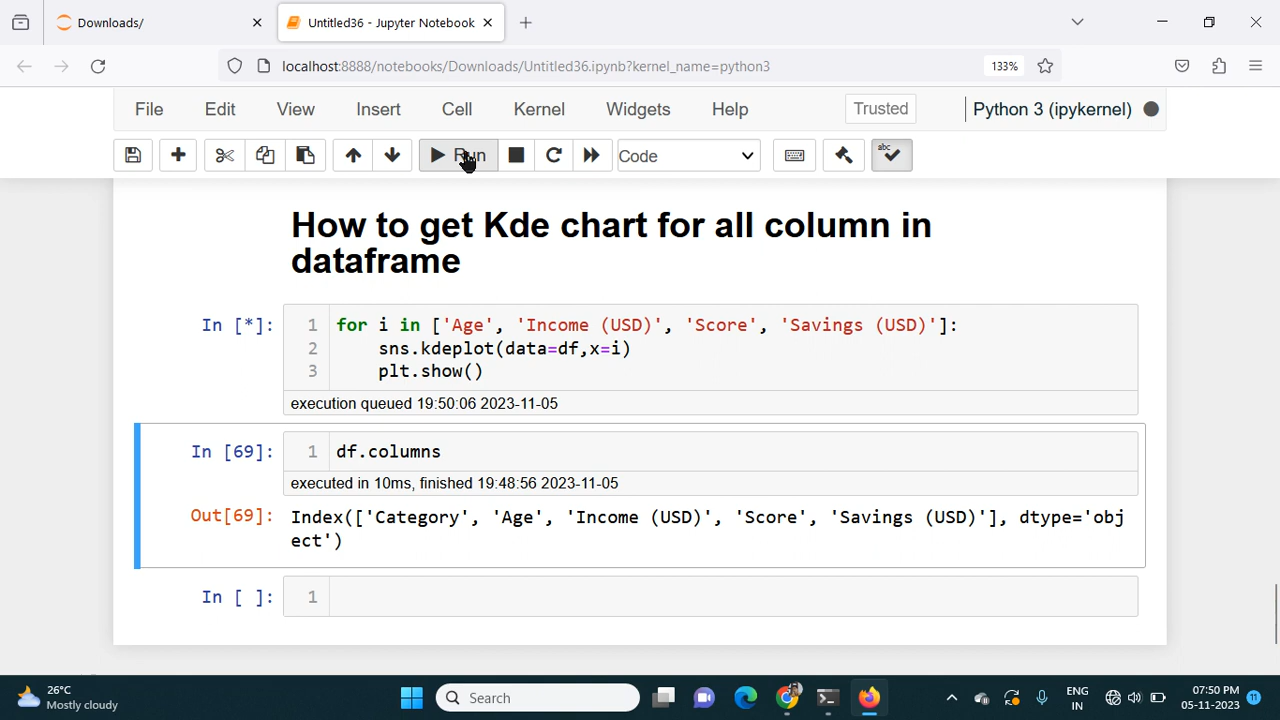 Downloads/
Untitled36 - Jupyter Notebook
localhost:8888/notebooks/Downloads/Untitled36.ipynb?kernel_name=python3
133%
File Edit View Insert Cell Kernel Widgets Help Trusted Python 3 (ipykernel)
Run Code abc
How to get Kde chart for all column in
dataframe
In [*]: 1 for i in ['Age', 'Income (USD)', 'Score', 'Savings (USD)']:
2 sns.kdeplot(data=df,x=i)
3 plt.show()
execution queued 19:50:06 2023-11-05
In [69]: 1 df.columns
executed in 10ms, finished 19:48:56 2023-11-05
Out[69]: Index(['Category', 'Age', 'Income (USD)', 'Score', 'Savings (USD)'], dtype='obj
ect')
In [ ]: 1
26°C
Mostly cloudy
Search
ENG
IN
07:50 PM
05-11-2023
11